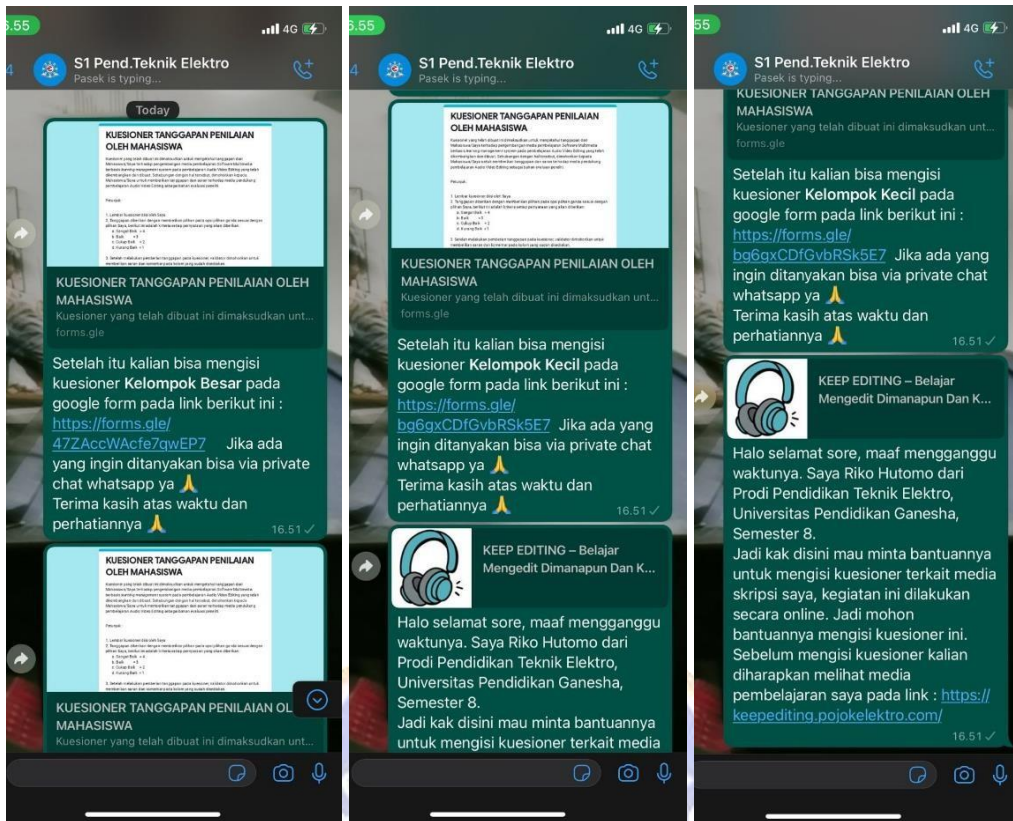 5.55
4G
4
S1 Pend.Teknik Elektro
Pasek is typing...
Today
KUESIONER TANGGAPAN PENILAIAN
OLEH MAHASISWA
KUESIONER TANGGAPAN PENILAIAN OLEH
MAHASISWA
Kuesioner yang telah dibuat ini dimaksudkan unt...
forms.gle
Setelah itu kalian bisa mengisi
kuesioner Kelompok Besar pada
google form pada link berikut ini :
https://forms.gle/
47ZAccWAcfe7qwEP7 Jika ada
yang ingin ditanyakan bisa via private
chat whatsapp ya 🙏
Terima kasih atas waktu dan
perhatiannya 🙏
16.51 ✓
KUESIONER TANGGAPAN PENILAIAN
OLEH MAHASISWA
KUESIONER TANGGAPAN PENILAIAN OL
MAHASISWA
Kuesioner yang telah dibuat ini dimaksudkan unt...
6.55
4G
4
S1 Pend.Teknik Elektro
Pasek is typing...
KUESIONER TANGGAPAN PENILAIAN
OLEH MAHASISWA
KUESIONER TANGGAPAN PENILAIAN OLEH
MAHASISWA
Kuesioner yang telah dibuat ini dimaksudkan unt...
forms.gle
Setelah itu kalian bisa mengisi
kuesioner Kelompok Kecil pada
google form pada link berikut ini :
https://forms.gle/
bg6gxCDfGvbRSk5E7 Jika ada yang
ingin ditanyakan bisa via private chat
whatsapp ya 🙏
Terima kasih atas waktu dan
perhatiannya 🙏
16.51 ✓
KEEP EDITING – Belajar
Mengedit Dimanapun Dan K...
Halo selamat sore, maaf mengganggu
waktunya. Saya Riko Hutomo dari
Prodi Pendidikan Teknik Elektro,
Universitas Pendidikan Ganesha,
Semester 8.
Jadi kak disini mau minta bantuannya
untuk mengisi kuesioner terkait media
55
4G
S1 Pend.Teknik Elektro
Pasek is typing...
KUESIONER TANGGAPAN PENILAIAN OLEH
MAHASISWA
Kuesioner yang telah dibuat ini dimaksudkan unt...
forms.gle
Setelah itu kalian bisa mengisi
kuesioner Kelompok Kecil pada
google form pada link berikut ini :
https://forms.gle/
bg6gxCDfGvbRSk5E7 Jika ada yang
ingin ditanyakan bisa via private chat
whatsapp ya 🙏
Terima kasih atas waktu dan
perhatiannya 🙏
16.51 ✓
KEEP EDITING – Belajar
Mengedit Dimanapun Dan K...
Halo selamat sore, maaf mengganggu
waktunya. Saya Riko Hutomo dari
Prodi Pendidikan Teknik Elektro,
Universitas Pendidikan Ganesha,
Semester 8.
Jadi kak disini mau minta bantuannya
untuk mengisi kuesioner terkait media
skripsi saya, kegiatan ini dilakukan
secara online. Jadi mohon
bantuannya mengisi kuesioner ini.
Sebelum mengisi kuesioner kalian
diharapkan melihat media
pembelajaran saya pada link : https://
keepediting.pojokelektro.com/
16.51 ✓